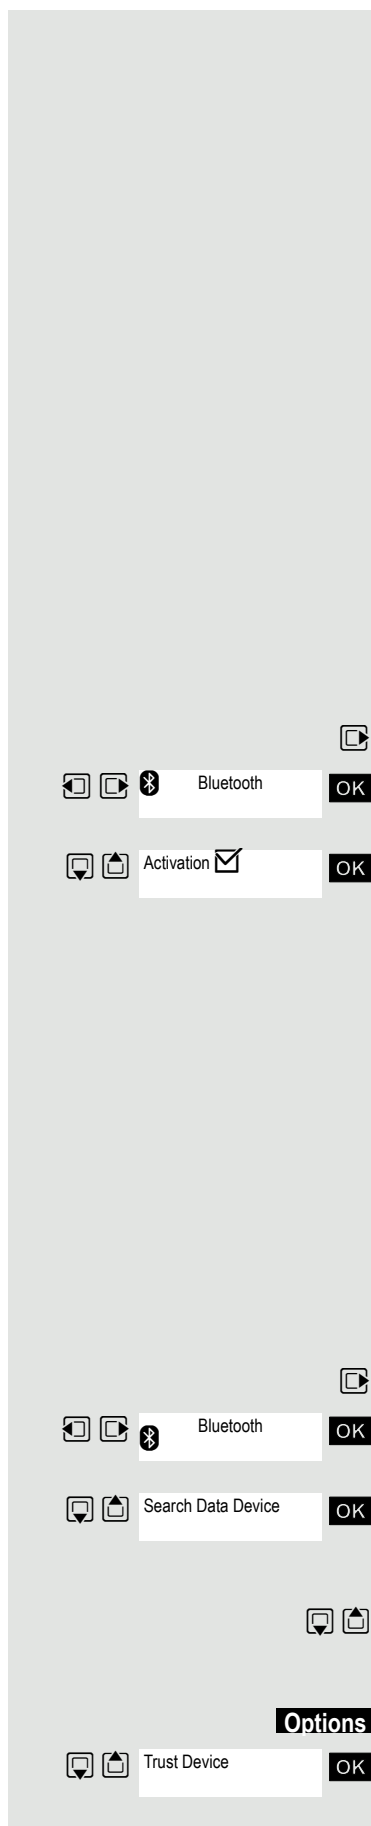 Bluetooth OK
Activation OK
Bluetooth OK
Search Data Device OK
Options
Trust Device OK